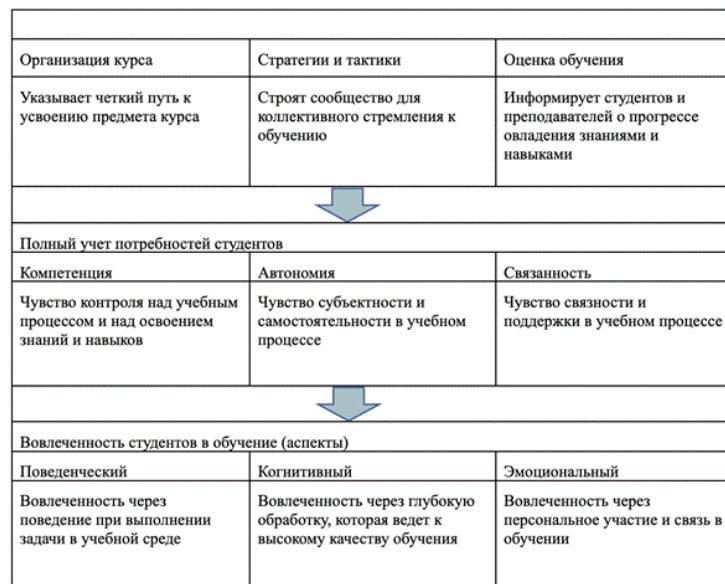 Организация курса
Стратегии и тактики
Оценка обучения
Указывает четкий путь к
усвоению предмета курса
Строят сообщество для
коллективного стремления к
обучению
Информирует студентов и
преподавателей о прогрессе
овладения знаниями и
навыками
Полный учет потребностей студентов
Компетенция
Автономия
Связанность
Чувство контроля над учебным
процессом и над освоением
знаний и навыков
Чувство субъектности и
самостоятельности в учебном
процессе
Чувство связности и
поддержки в учебном процессе
Вовлеченность студентов в обучение (аспекты)
Поведенческий
Когнитивный
Эмоциональный
Вовлеченность через
поведение при выполнении
задачи в учебной среде
Вовлеченность через глубокую
обработку, которая ведет к
высокому качеству обучения
Вовлеченность через
персональное участие и связь в
обучении